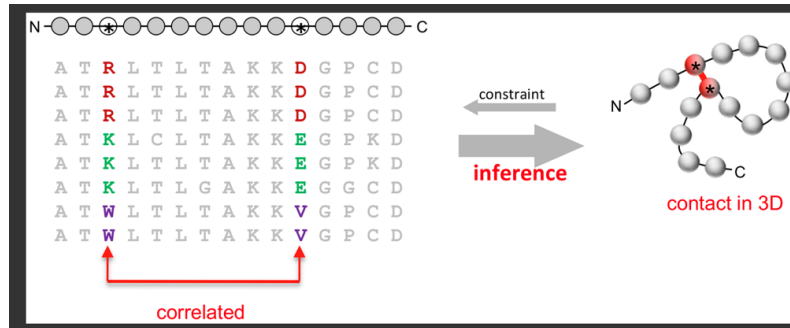 N * * C
A T R L T L T A K K D G P C D
A T R L T L T A K K D G P C D
A T R L T L T A K K D G P C D
A T K L C L T A K K E G P K D
A T K L T L T A K K E G P K D
A T K L T L G A K K E G G C D
A T W L T L T A K K V G P C D
A T W L T L T A K K V G P C D
correlated
constraint
inference
*
*
N
C
contact in 3D